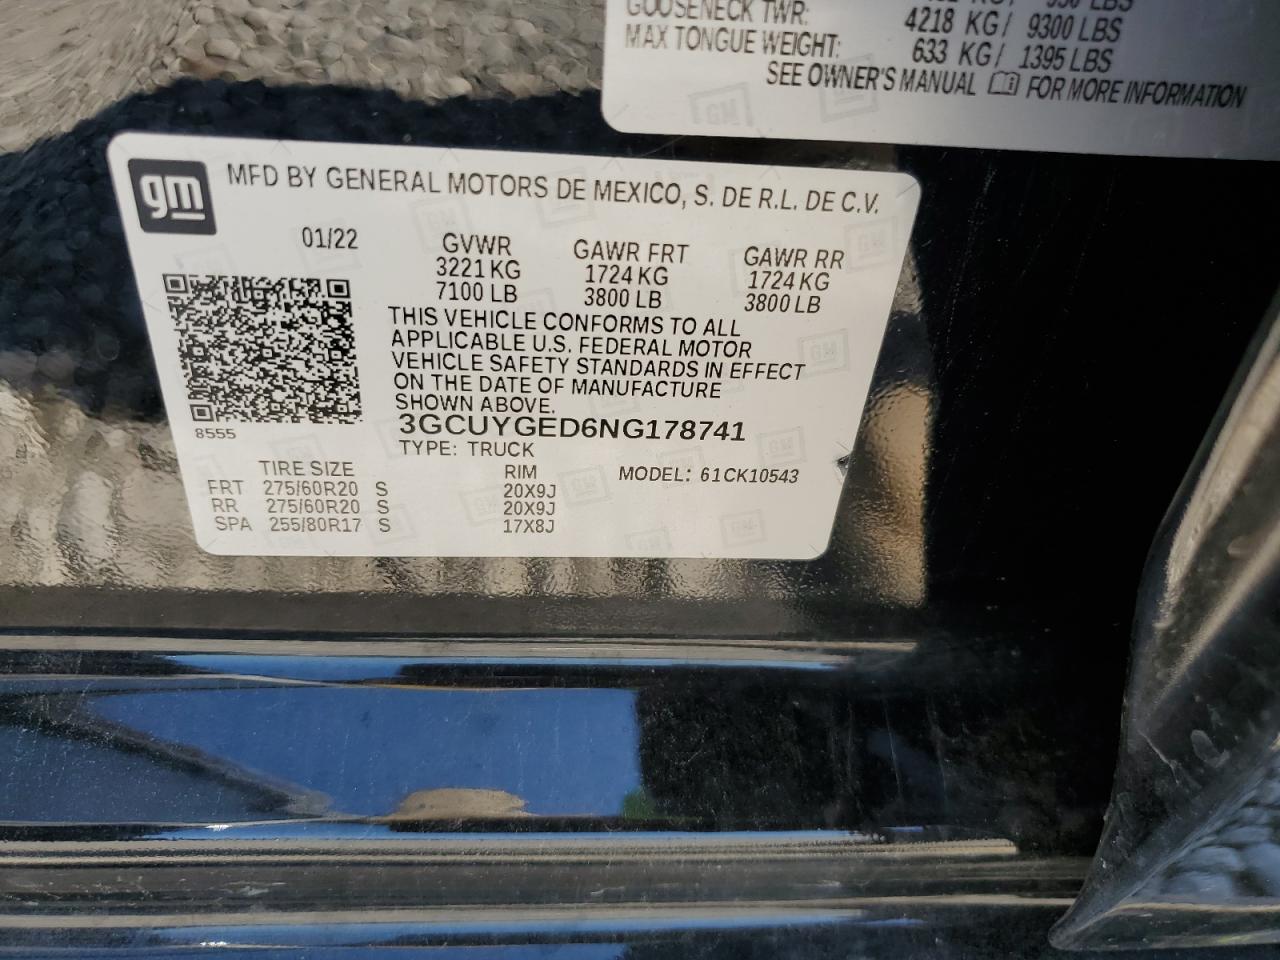 LBS
GOOSENECK TWR: 4218 KG/ 9300 LBS
MAX TONGUE WEIGHT: 633 KG/ 1395 LBS
SEE OWNER'S MANUAL FOR MORE INFORMATION
gm
MFD BY GENERAL MOTORS DE MEXICO, S. DE R.L. DE C.V.
01/22 GVWR GAWR FRT GAWR RR
3221 KG 1724 KG 1724 KG
7100 LB 3800 LB 3800 LB
THIS VEHICLE CONFORMS TO ALL
APPLICABLE U.S. FEDERAL MOTOR
VEHICLE SAFETY STANDARDS IN EFFECT
ON THE DATE OF MANUFACTURE
SHOWN ABOVE.
8555
3GCUYGED6NG178741
TYPE: TRUCK
TIRE SIZE RIM MODEL: 61CK10543
FRT 275/60R20 S 20X9J
RR 275/60R20 S 20X9J
SPA 255/80R17 S 17X8J